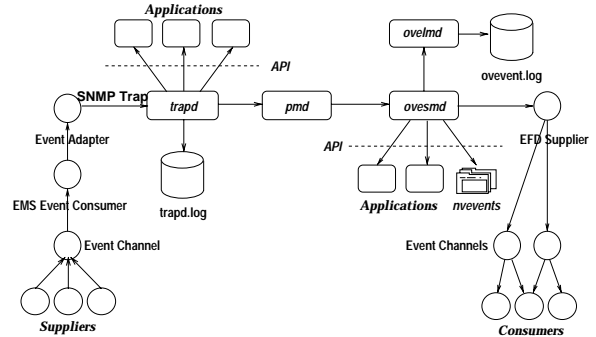 Applications
ovelmd
ovevent.log
API
SNMP Trap
trapd
pmd
ovesmd
Event Adapter
EFD Supplier
API
trapd.log
Applications
nvevents
EMS Event Consumer
Event Channel
Event Channels
Suppliers
Consumers